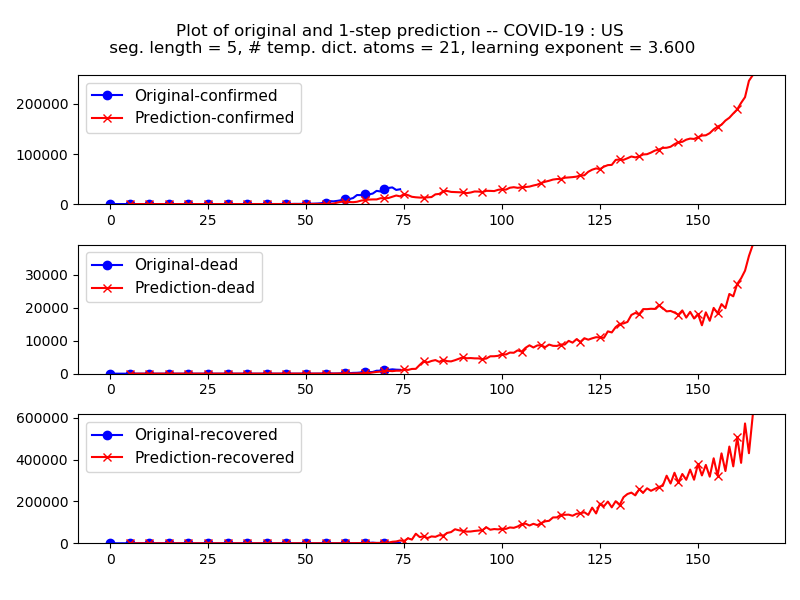 Plot of original and 1-step prediction -- COVID-19 : US
seg. length = 5, # temp. dict. atoms = 21, learning exponent = 3.600
200000
100000
0
Original-confirmed
Prediction-confirmed
0 25 50 75 100 125 150
30000
20000
10000
0
Original-dead
Prediction-dead
0 25 50 75 100 125 150
600000
400000
200000
0
Original-recovered
Prediction-recovered
0 25 50 75 100 125 150